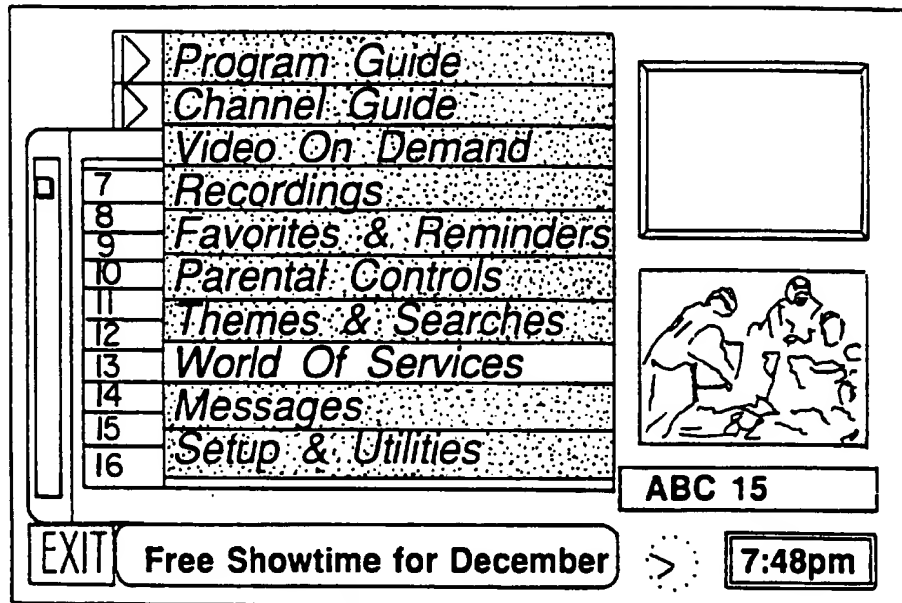 Program Guide
Channel Guide
Video On Demand
7 Recordings
8
9 Favorites & Reminders
10 Parental Controls
11
12 Themes & Searches
13 World Of Services
14 Messages
15
16 Setup & Utilities
ABC 15
EXIT Free Showtime for December 7:48pm